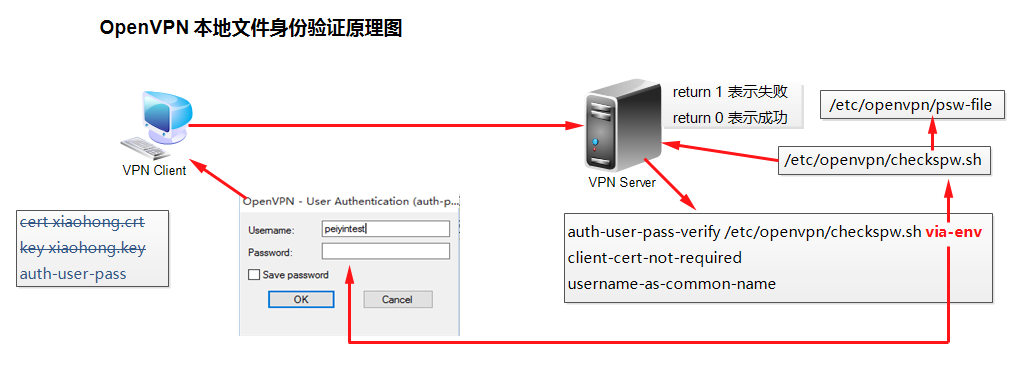 OpenVPN 本地文件身份验证原理图
return 1 表示失败
return 0 表示成功
/etc/openvpn/psw-file
/etc/openvpn/checkspw.sh
VPN Client
VPN Server
OpenVPN - User Authentication (auth-p...
Username:
peiyintest
Password:
Save password
OK
Cancel
cert xiaohong.crt
key xiaohong.key
auth-user-pass
auth-user-pass-verify /etc/openvpn/checkspw.sh via-env
client-cert-not-required
username-as-common-name